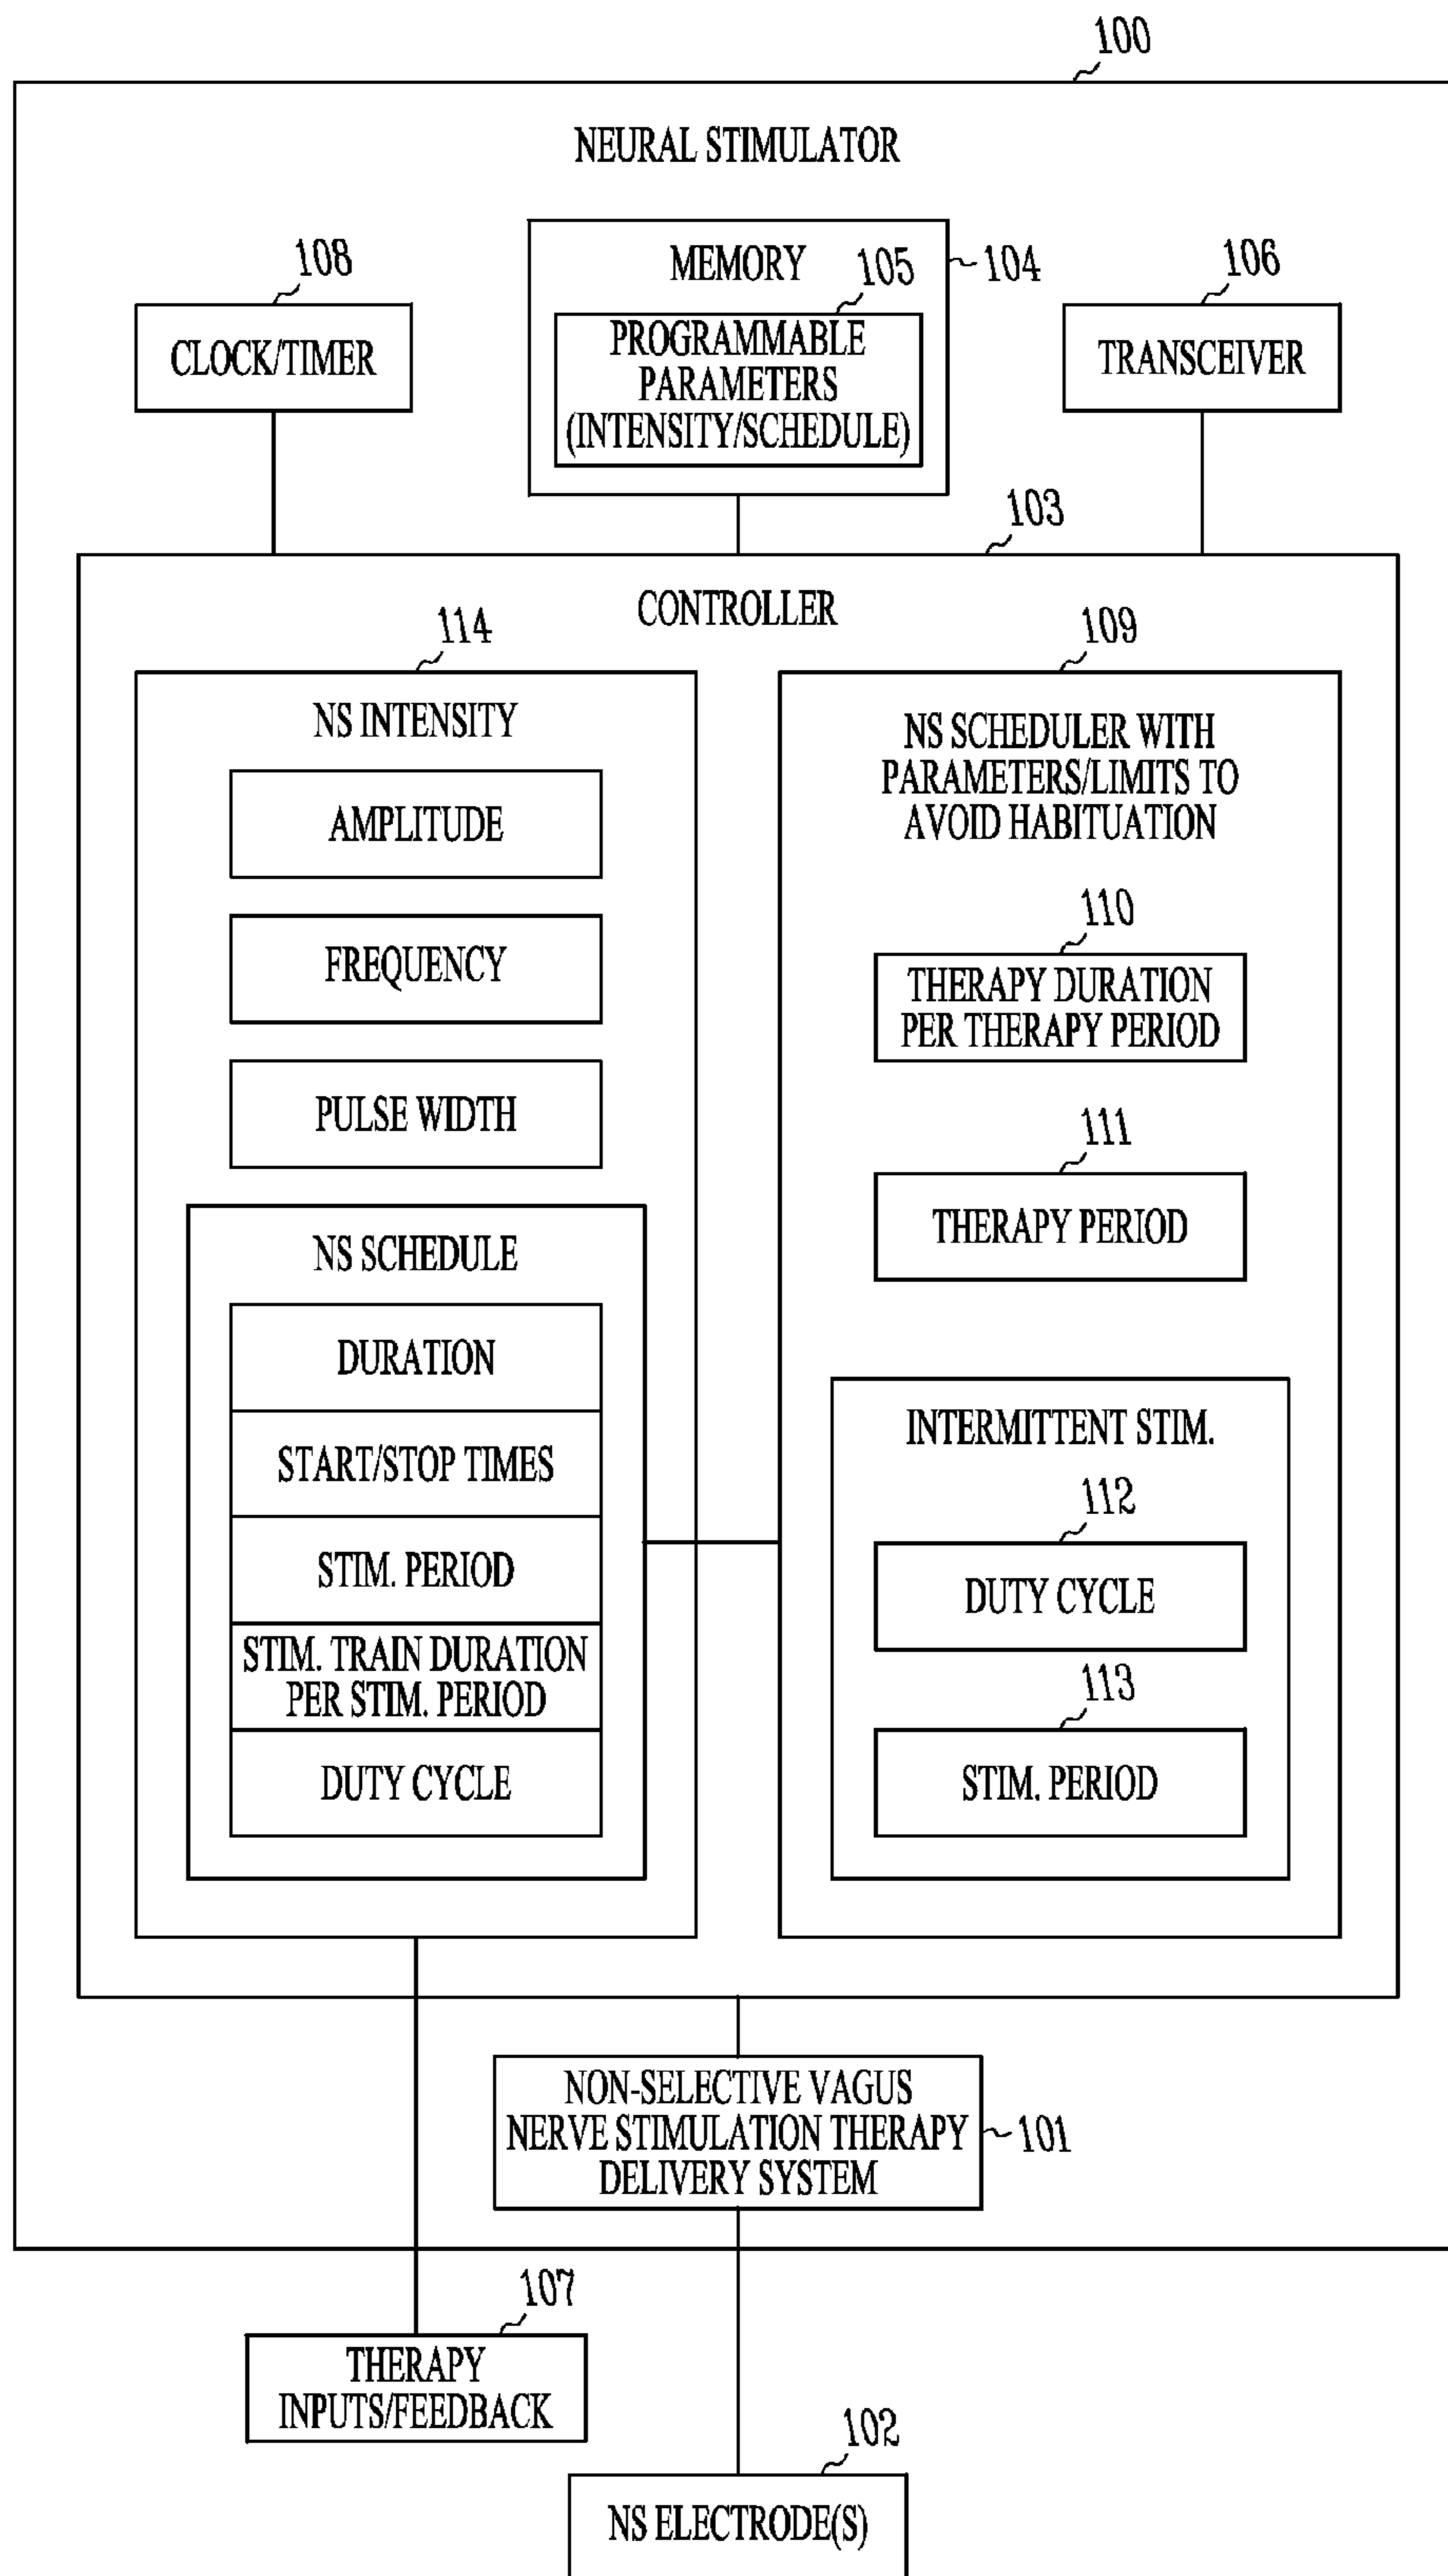 100
NEURAL STIMULATOR
108
MEMORY
105
104
106
CLOCK/TIMER
PROGRAMMABLE
PARAMETERS
(INTENSITY/SCHEDULE)
TRANSCEIVER
103
CONTROLLER
114
NS INTENSITY
AMPLITUDE
FREQUENCY
PULSE WIDTH
NS SCHEDULE
DURATION
START/STOP TIMES
STIM. PERIOD
STIM. TRAIN DURATION
PER STIM. PERIOD
DUTY CYCLE
109
NS SCHEDULER WITH
PARAMETERS/LIMITS TO
AVOID HABITUATION
110
THERAPY DURATION
PER THERAPY PERIOD
111
THERAPY PERIOD
INTERMITTENT STIM.
112
DUTY CYCLE
113
STIM. PERIOD
NON-SELECTIVE VAGUS
NERVE STIMULATION THERAPY
DELIVERY SYSTEM
101
107
THERAPY
INPUTS/FEEDBACK
102
NS ELECTRODE(S)